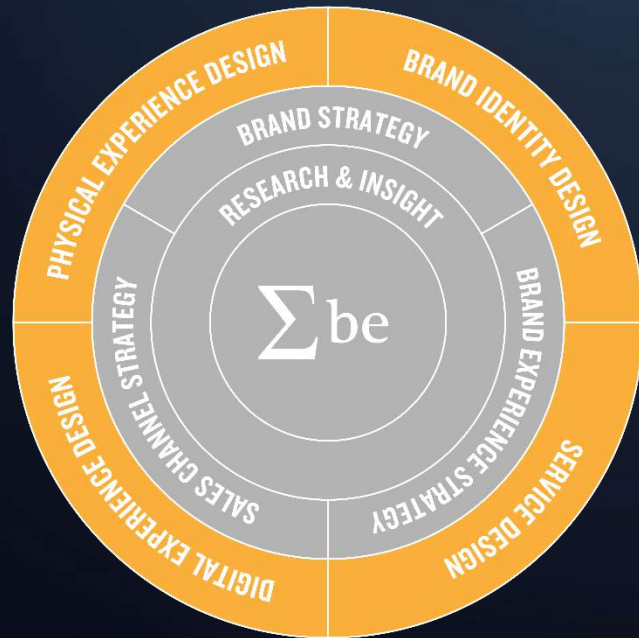 PHYSICAL EXPERIENCE DESIGN
BRAND IDENTITY DESIGN
BRAND STRATEGY
RESEARCH & INSIGHT
Σbe
SALES CHANNEL STRATEGY
BRAND EXPERIENCE STRATEGY
DIGITAL EXPERIENCE DESIGN
SERVICE DESIGN